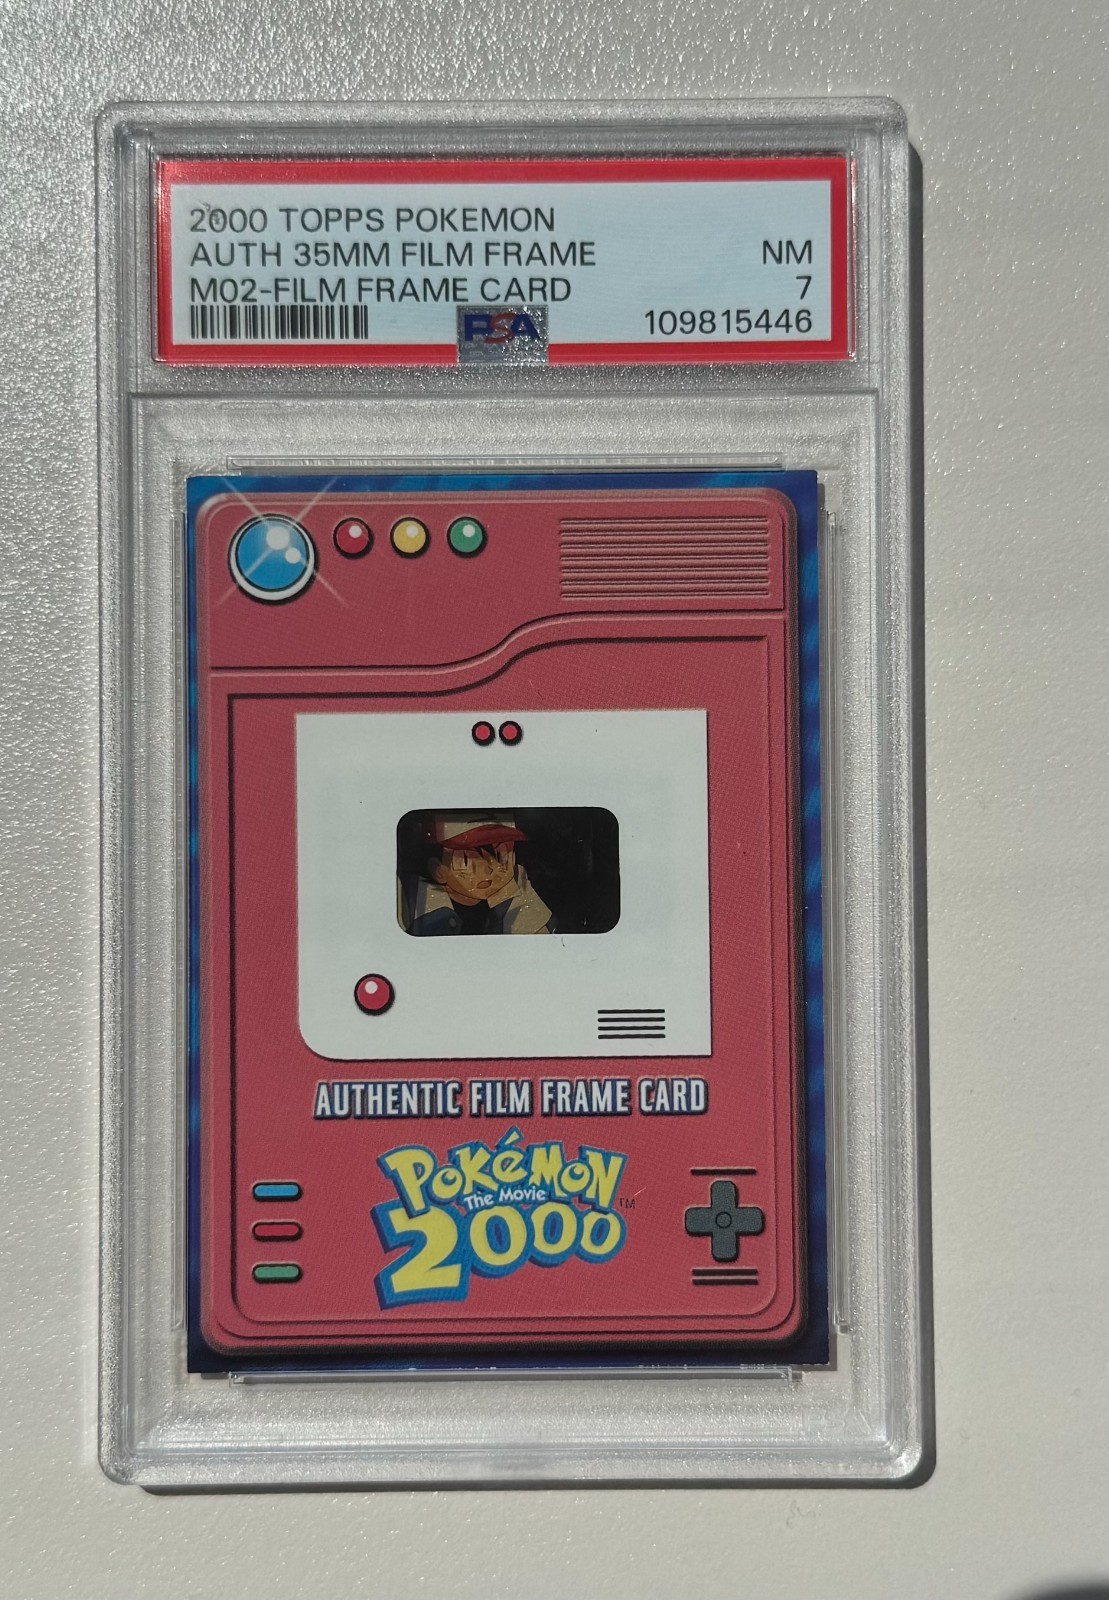 2000 TOPPS POKEMON
AUTH 35MM FILM FRAME NM
M02-FILM FRAME CARD 7
PSA 109815446
AUTHENTIC FILM FRAME CARD
POKéMON
The Movie
2000 ™